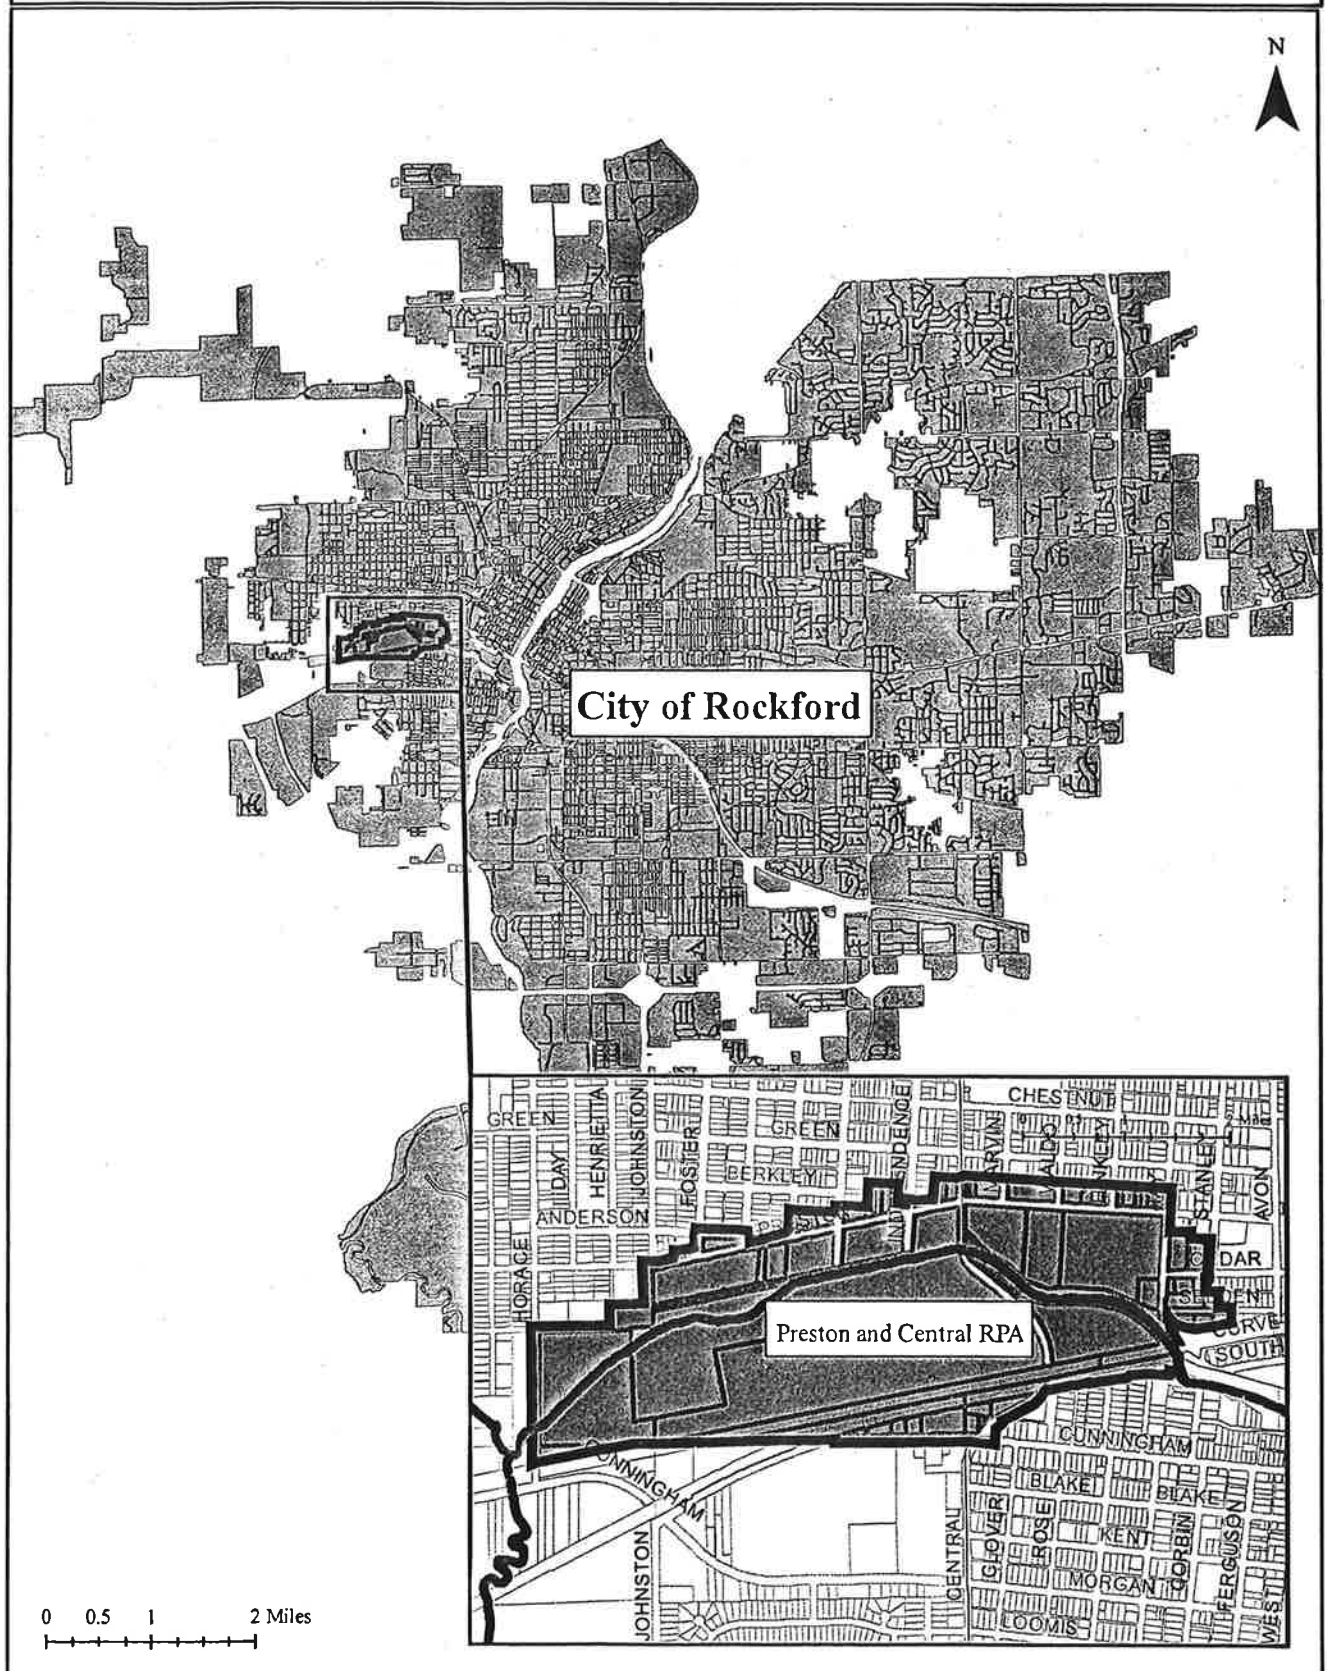 N
City of Rockford
GREEN
DAY
HENRIETTA
JOHNSTON
FOSTER
GREEN
BERKLEY
CHESTNUT
MARVIN
STANLEY
AVON
ANDERSON
HORACE
DAR
Preston and Central RPA
CURVE
SOUTH
CUNNINGHAM
CUNNINGHAM
BLAKE
BLAKE
KENT
MORGAN
LOOMIS
JOHNSTON
CENTRAL
GLOVER
ROSE
CORBIN
FERGUSON
WEST
0 0.5 1 2 Miles